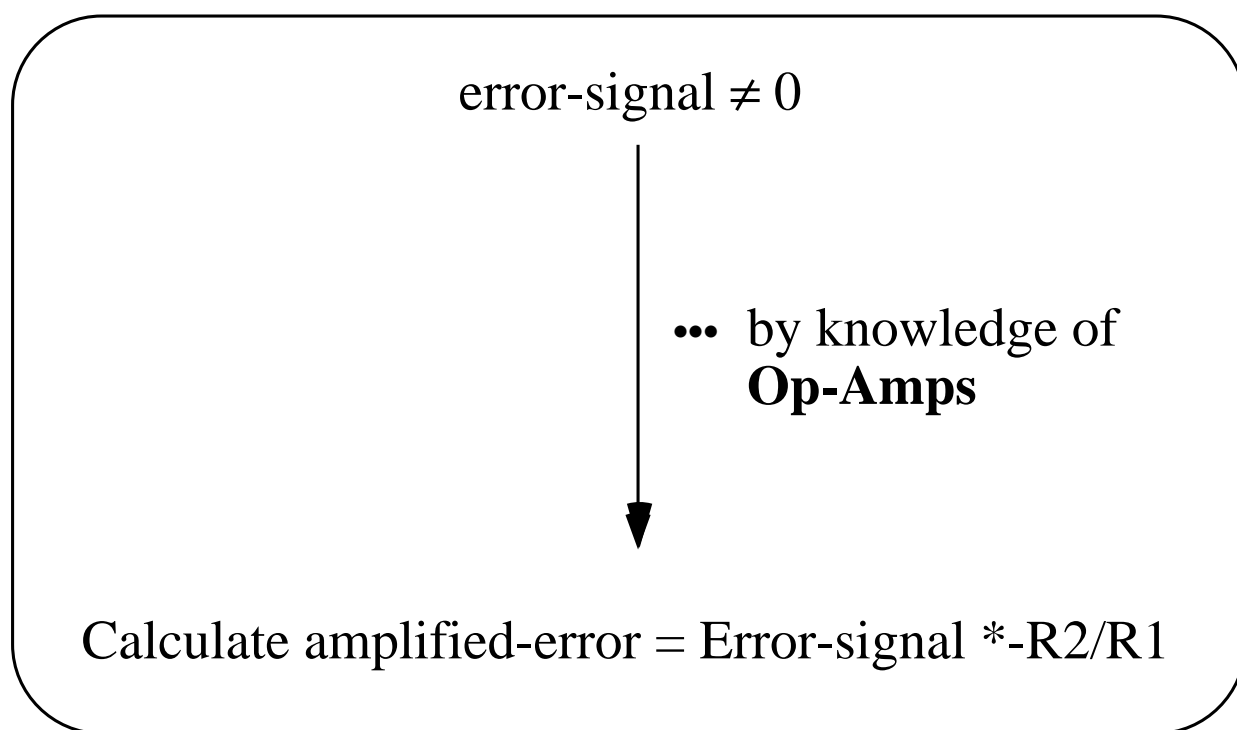 error-signal ≠ 0
••• by knowledge of
Op-Amps
Calculate amplified-error = Error-signal *-R2/R1